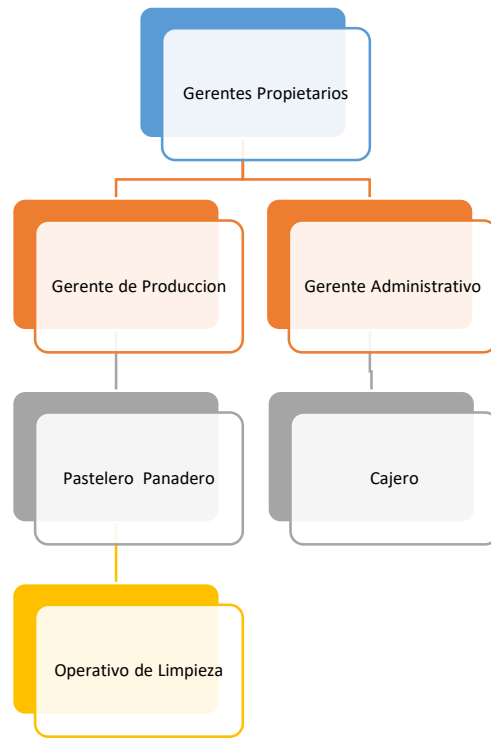 Gerentes Propietarios
Gerente de Produccion
Gerente Administrativo
Pastelero  Panadero
Cajero
Operativo de Limpieza